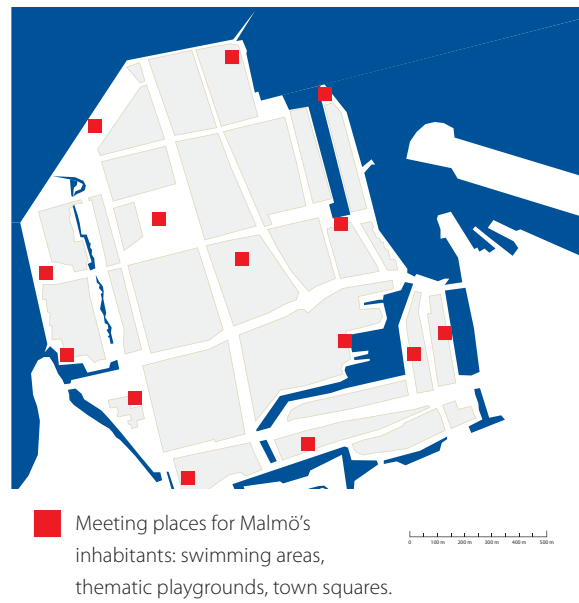 Meeting places for Malmö's
inhabitants: swimming areas,
thematic playgrounds, town squares.
0 100 m 200 m 300 m 400 m 500 m